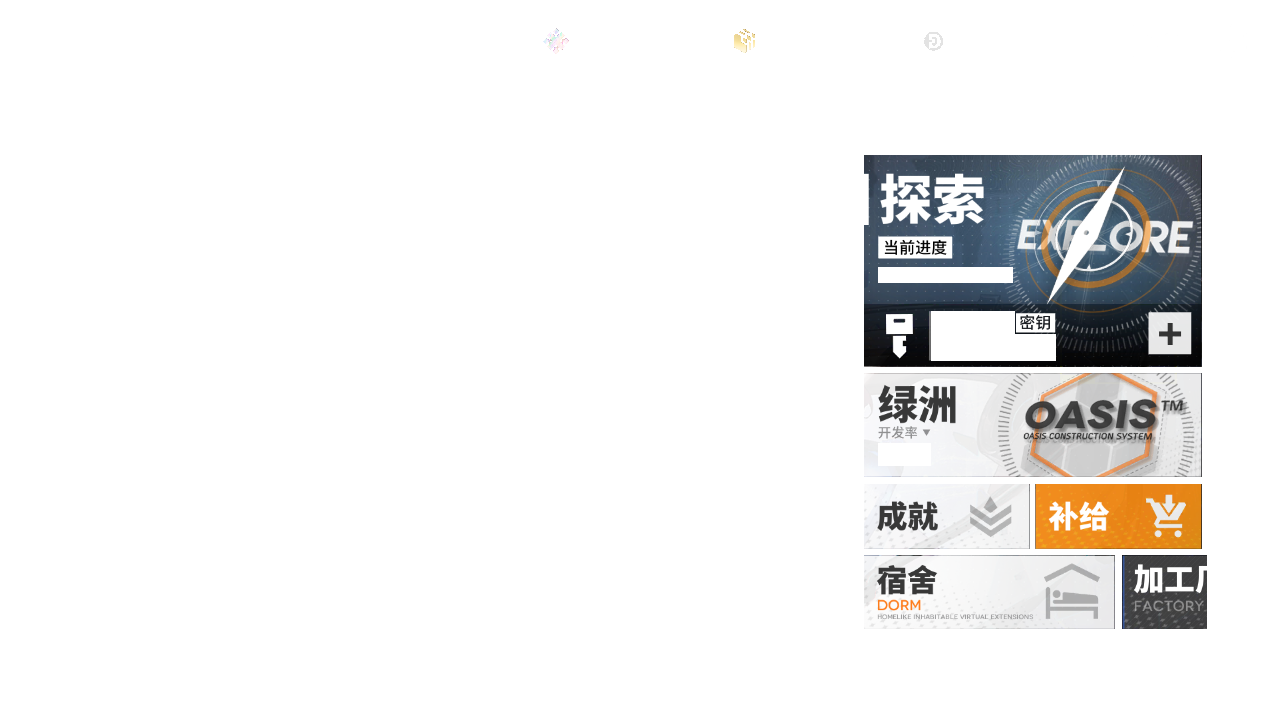 探索
EXPLORE
当前进度
密钥
绿洲
开发率
OASIS™
OASIS CONSTRUCTION SYSTEM
成就
补给
宿舍
DORM
HOMELIKE INHABITABLE VIRTUAL EXTENSIONS
加工厂
FACTORY